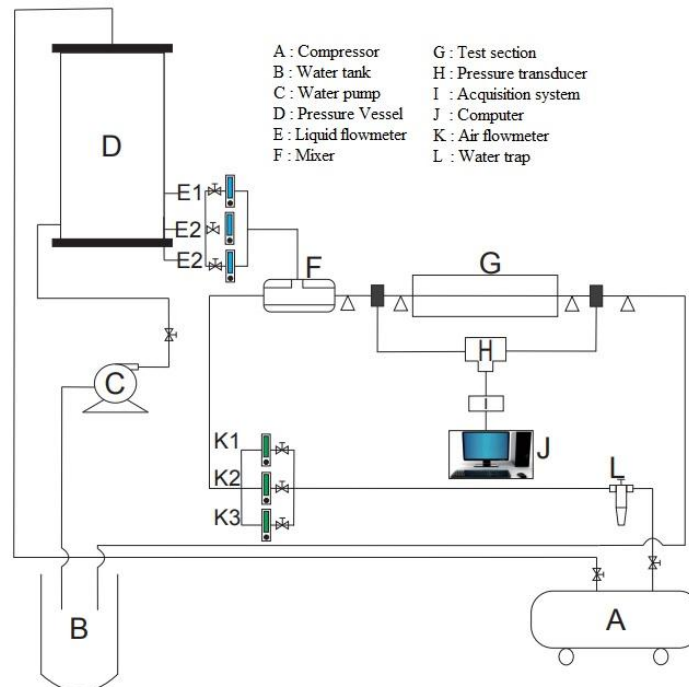 A : Compressor
B : Water tank
C : Water pump
D : Pressure Vessel
E : Liquid flowmeter
F : Mixer
G : Test section
H : Pressure transducer
I : Acquisition system
J : Computer
K : Air flowmeter
L : Water trap
D
E1
E2
E2
F
G
H
C
I
J
K1
K2
K3
L
B
A